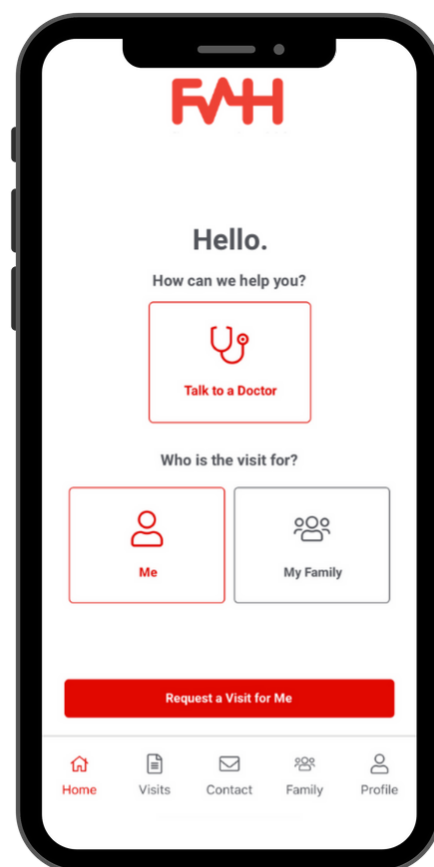 FAH
Hello.
How can we help you?
Talk to a Doctor
Who is the visit for?
Me
My Family
Request a Visit for Me
Home
Visits
Contact
Family
Profile